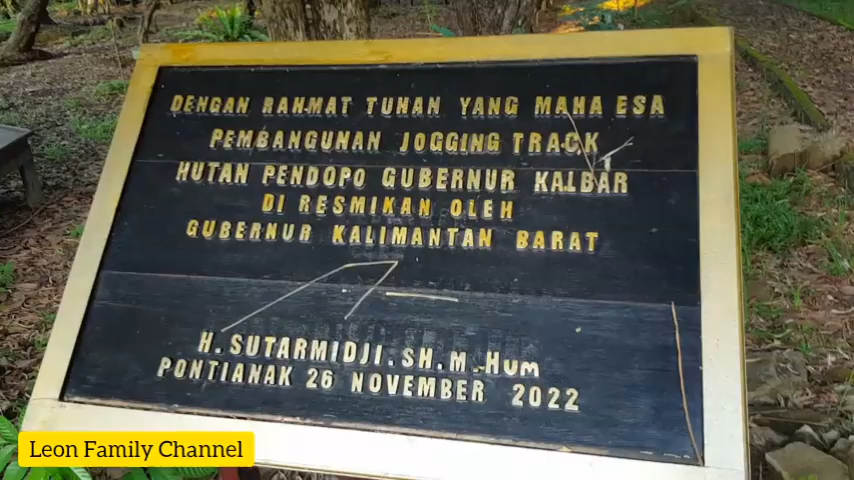 DENGAN RAHMAT TUHAN YANG MAHA ESA
PEMBANGUNAN JOGGING TRACK
HUTAN PENDOPO GUBERNUR KALBAR
DI RESMIKAN OLEH
GUBERNUR KALIMANTAN BARAT
H. SUTARMIDJI.SH.M.HUM
PONTIANAK 26 NOVEMBER 2022
Leon Family Channel